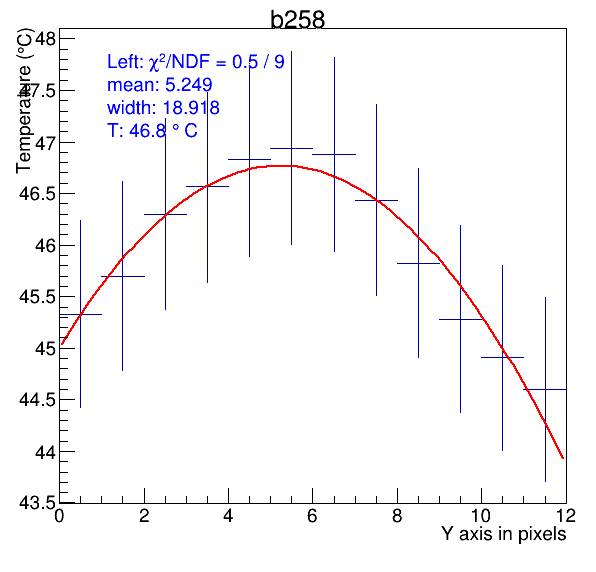 b258
Temperature (°C)
Left: χ²/NDF = 0.5 / 9
mean: 5.249
width: 18.918
T: 46.8 ° C
48
47.5
47
46.5
46
45.5
45
44.5
44
43.5
0 2 4 6 8 10 12
Y axis in pixels